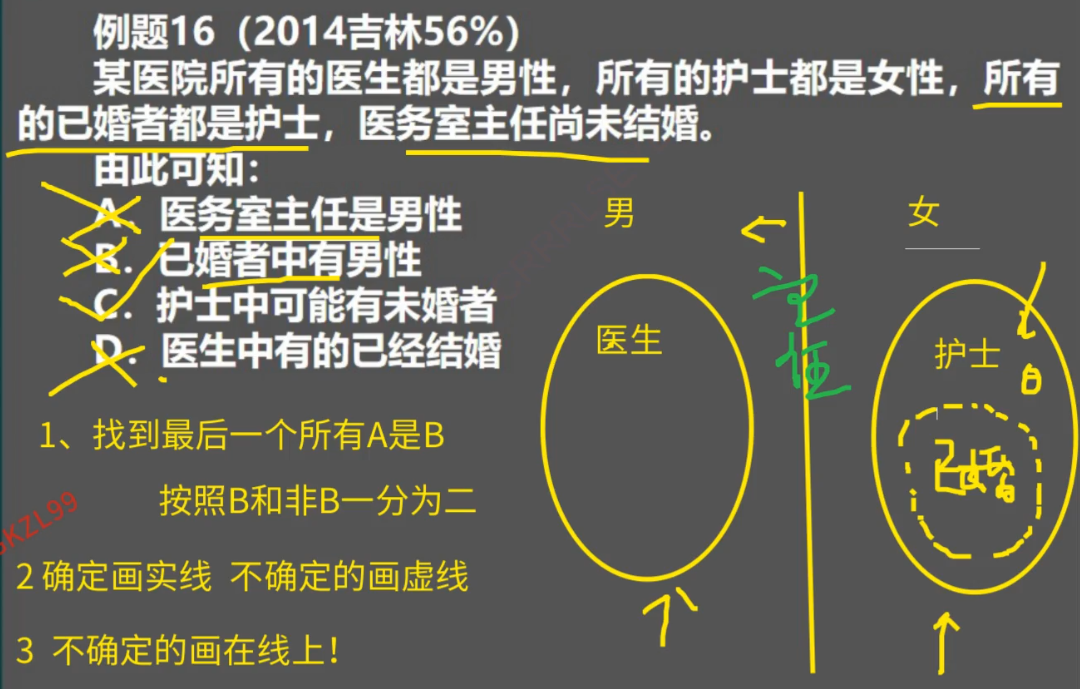 例题16（2014吉林56%）
某医院所有的医生都是男性，所有的护士都是女性，所有
的已婚者都是护士，医务室主任尚未结婚。
由此可知：
A．医务室主任是男性
B．已婚者中有男性
C．护士中可能有未婚者
D．医生中有的已经结婚
男
女
医生
护士
已婚
1、找到最后一个所有A是B
按照B和非B一分为二
2 确定画实线 不确定的画虚线
3 不确定的画在线上！
KZL99